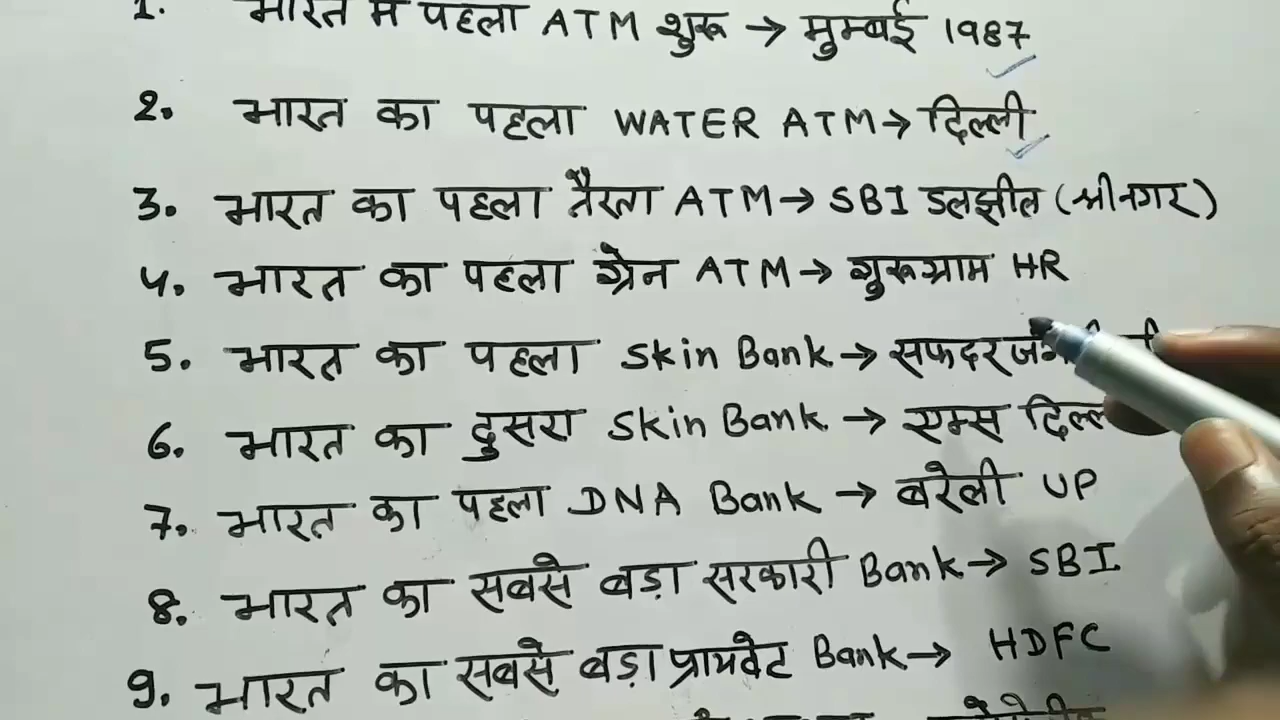 1. भारत में पहला ATM शुरू → मुम्बई 1987
2. भारत का पहला WATER ATM → दिल्ली
3. भारत का पहला तैरता ATM → SBI डलझील (श्रीनगर)
4. भारत का पहला ग्रेन ATM → गुरूग्राम HR
5. भारत का पहला Skin Bank →
6. भारत का दुसरा Skin Bank → एम्स
7. भारत का पहला DNA Bank → बरेली UP
8. भारत का सबसे बड़ा सरकारी Bank → SBI
9. भारत का सबसे बड़ा प्रायवेट Bank → HDFC